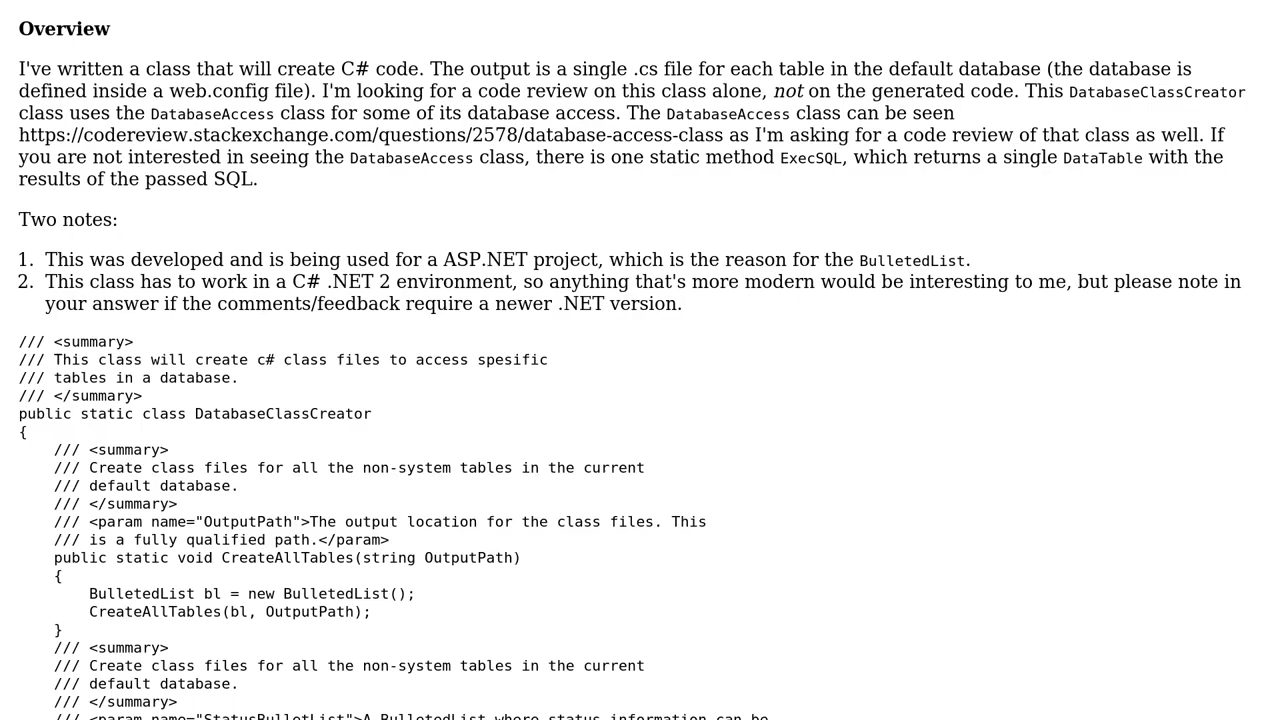 Overview
I've written a class that will create C# code. The output is a single .cs file for each table in the default database (the database is
defined inside a web.config file). I'm looking for a code review on this class alone, not on the generated code. This DatabaseClassCreator
class uses the DatabaseAccess class for some of its database access. The DatabaseAccess class can be seen
https://codereview.stackexchange.com/questions/2578/database-access-class as I'm asking for a code review of that class as well. If
you are not interested in seeing the DatabaseAccess class, there is one static method ExecSQL, which returns a single DataTable with the
results of the passed SQL.
Two notes:
1. This was developed and is being used for a ASP.NET project, which is the reason for the BulletedList.
2. This class has to work in a C# .NET 2 environment, so anything that's more modern would be interesting to me, but please note in
your answer if the comments/feedback require a newer .NET version.
/// <summary>
/// This class will create c# class files to access spesific
/// tables in a database.
/// </summary>
public static class DatabaseClassCreator
{
    /// <summary>
    /// Create class files for all the non-system tables in the current
    /// default database.
    /// </summary>
    /// <param name="OutputPath">The output location for the class files. This
    /// is a fully qualified path.</param>
    public static void CreateAllTables(string OutputPath)
    {
        BulletedList bl = new BulletedList();
        CreateAllTables(bl, OutputPath);
    }
    /// <summary>
    /// Create class files for all the non-system tables in the current
    /// default database.
    /// </summary>
    /// <param name="StatusBulletList">A BulletedList where status information can be